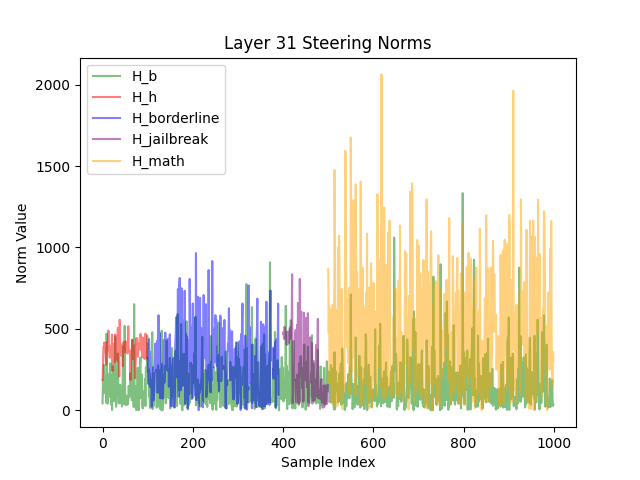 Layer 31 Steering Norms
H_b
H_h
H_borderline
H_jailbreak
H_math
Norm Value
2000
1500
1000
500
0
0
200
400
600
800
1000
Sample Index